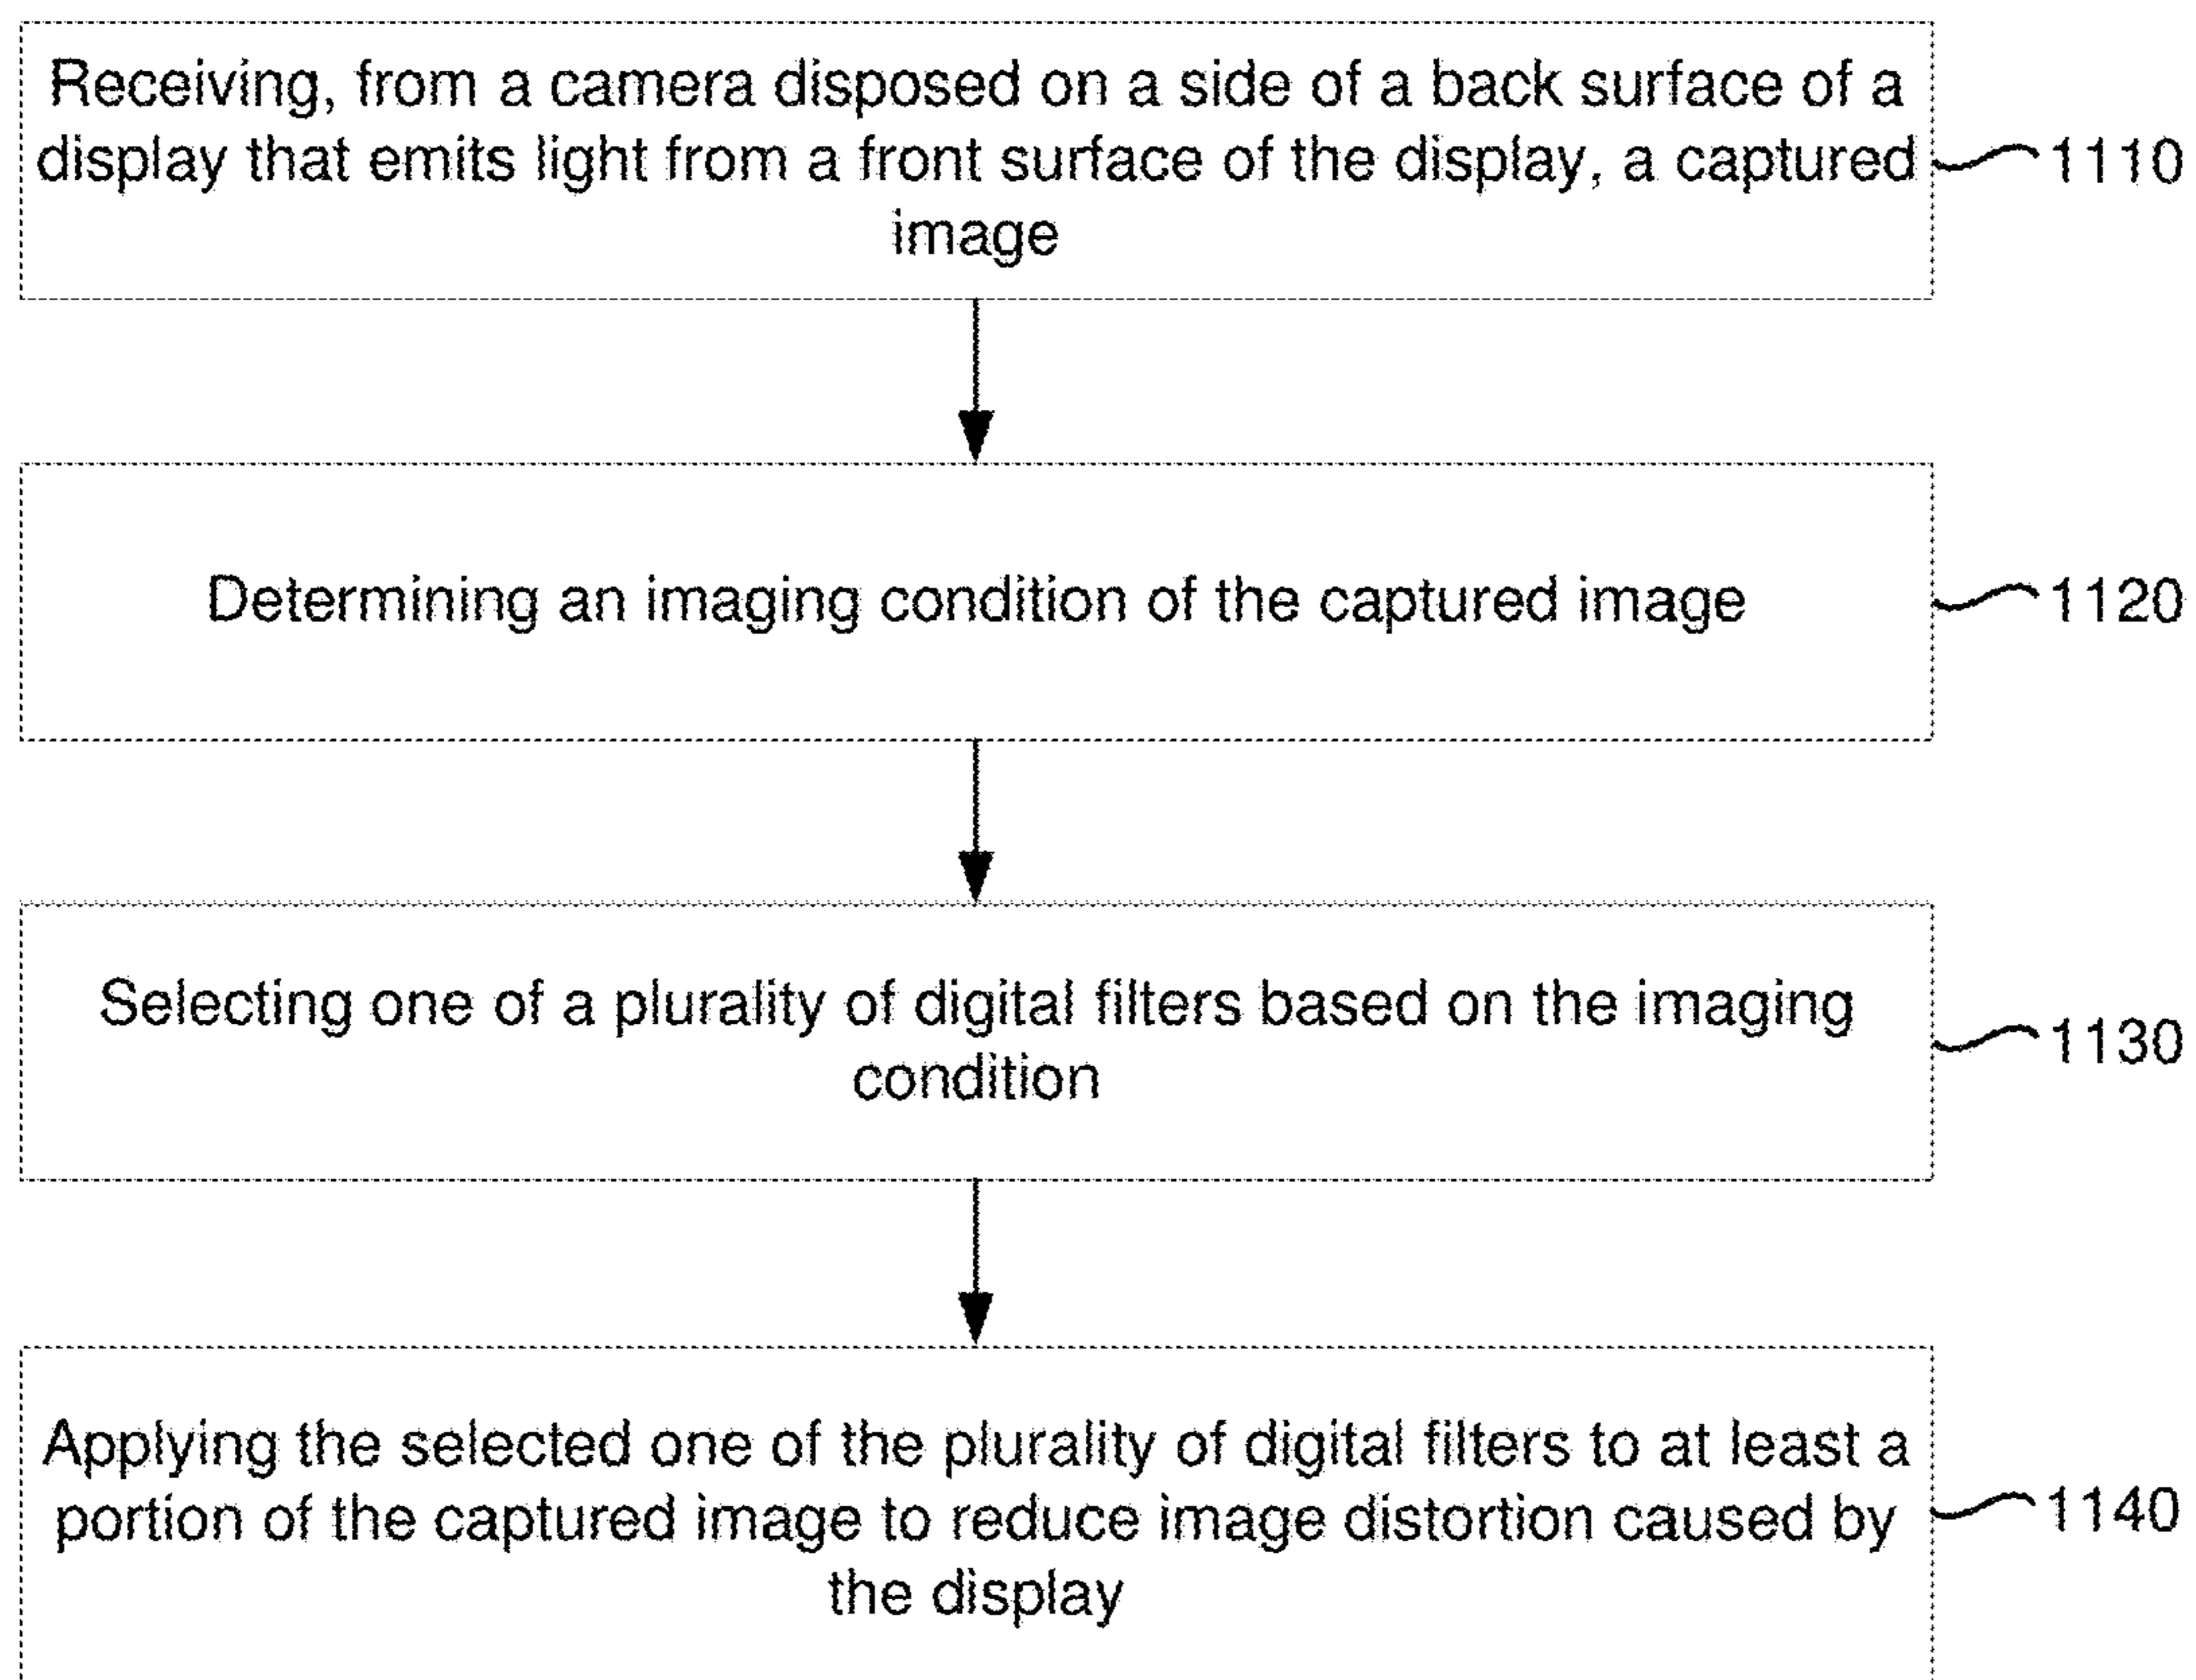 Receiving, from a camera disposed on a side of a back surface of a
display that emits light from a front surface of the display, a captured
image
1110
Determining an imaging condition of the captured image
1120
Selecting one of a plurality of digital filters based on the imaging
condition
1130
Applying the selected one of the plurality of digital filters to at least a
portion of the captured image to reduce image distortion caused by
the display
1140